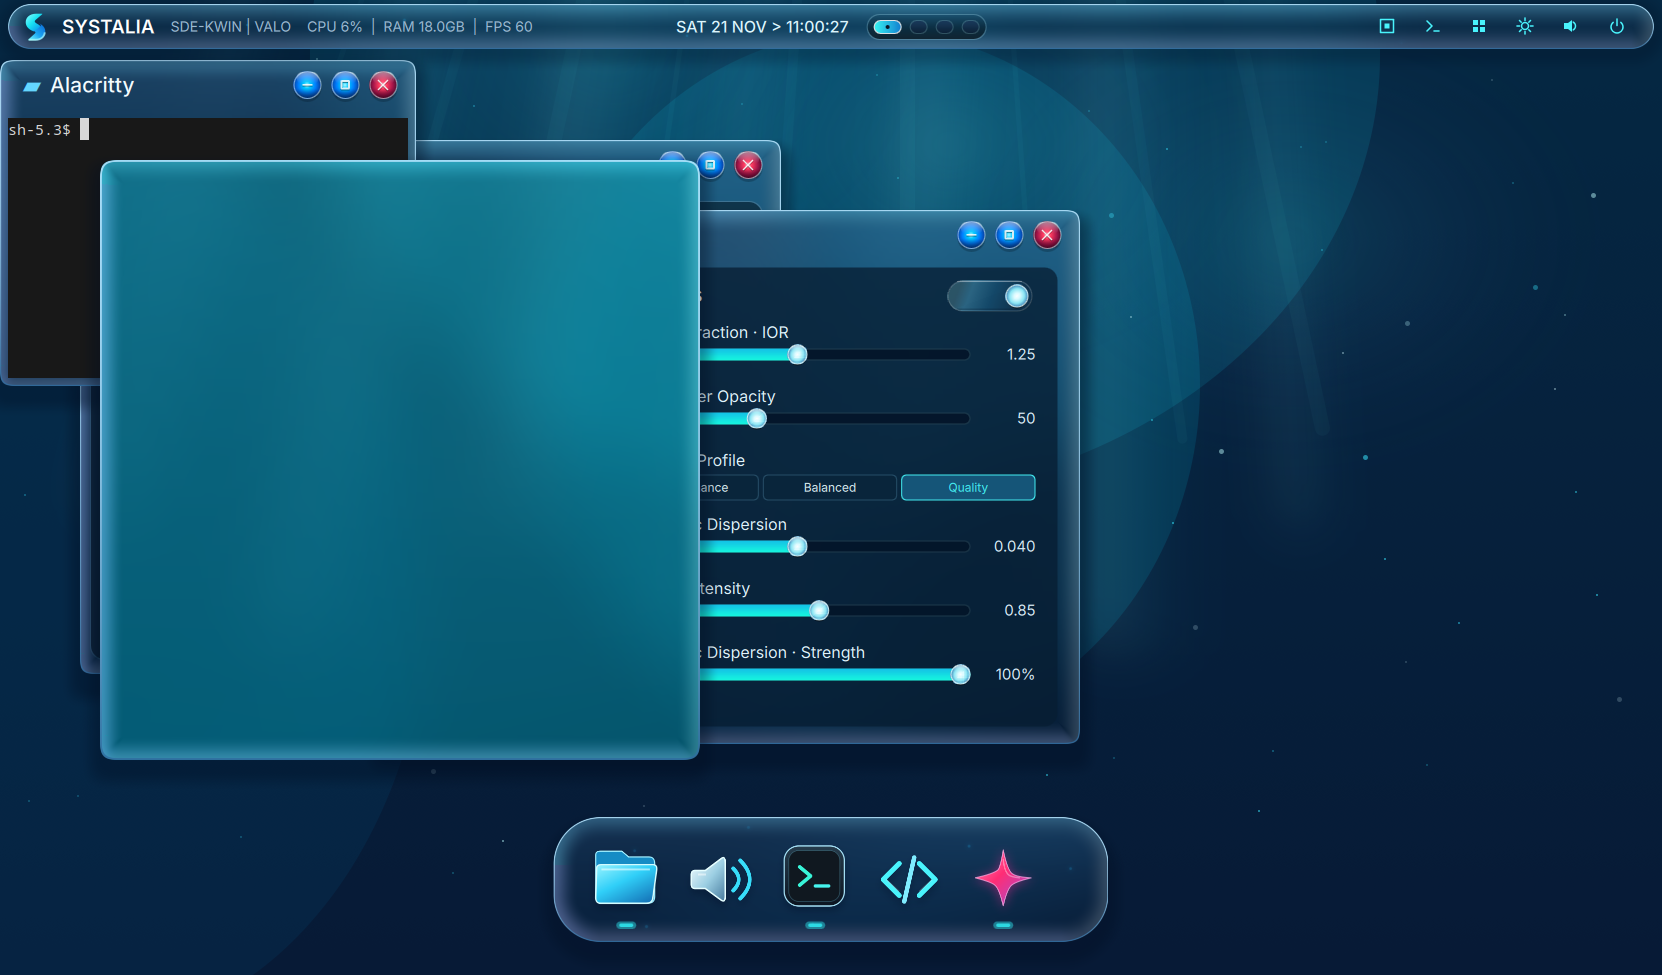 SYSTALIA SDE-KWIN | VALO CPU 6% | RAM 18.0GB | FPS 60 SAT 21 NOV > 11:00:27
Alacritty
sh-5.3$
raction · IOR
1.25
er Opacity
50
Profile
ance Balanced Quality
Dispersion
0.040
tensity
0.85
Dispersion · Strength
100%